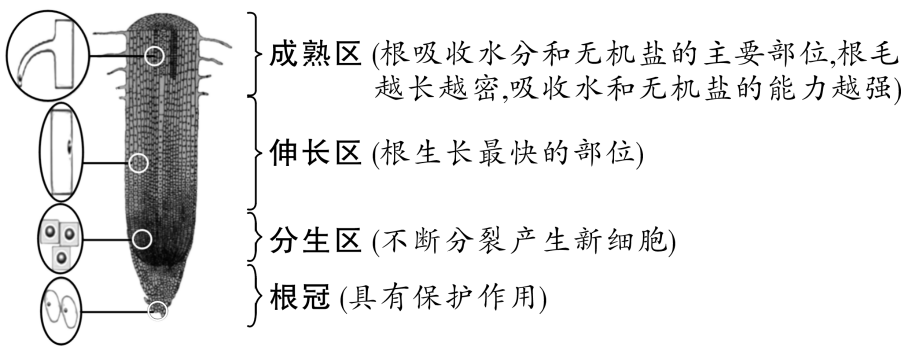 成熟区(根吸收水分和无机盐的主要部位,根毛
越长越密,吸收水和无机盐的能力越强)
伸长区(根生长最快的部位)
分生区(不断分裂产生新细胞)
根冠(具有保护作用)